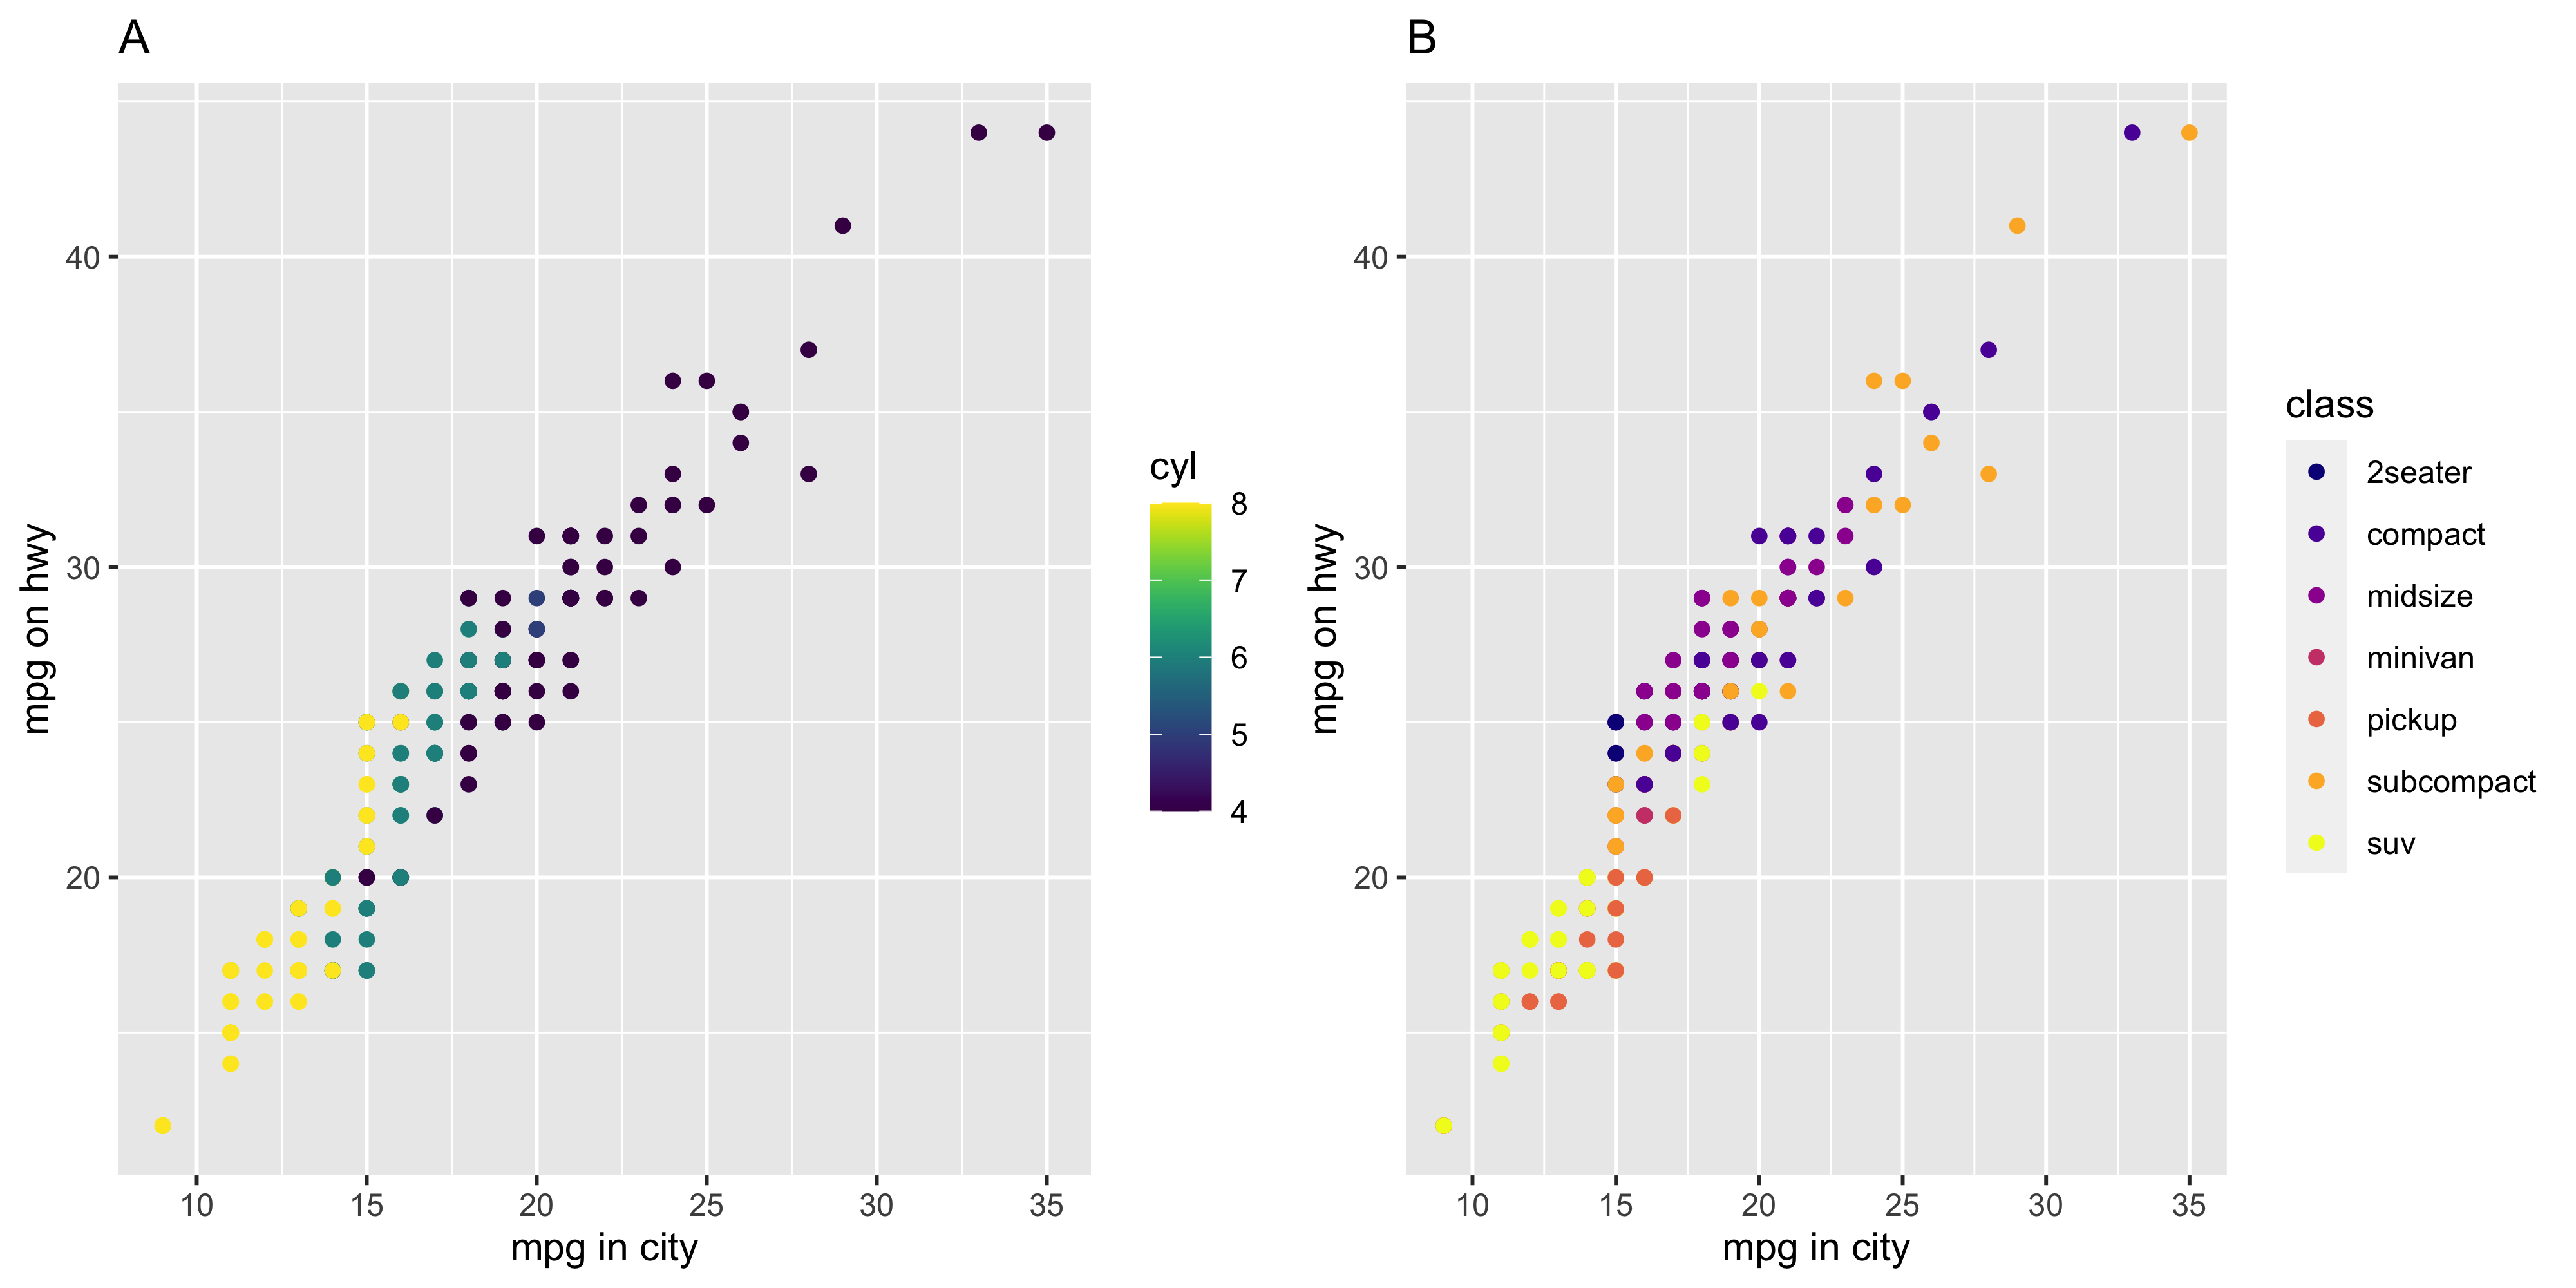 A
mpg on hwy
40
30
20
10 15 20 25 30 35
mpg in city
cyl
8
7
6
5
4
B
mpg on hwy
40
30
20
10 15 20 25 30 35
mpg in city
class
2seater
compact
midsize
minivan
pickup
subcompact
suv